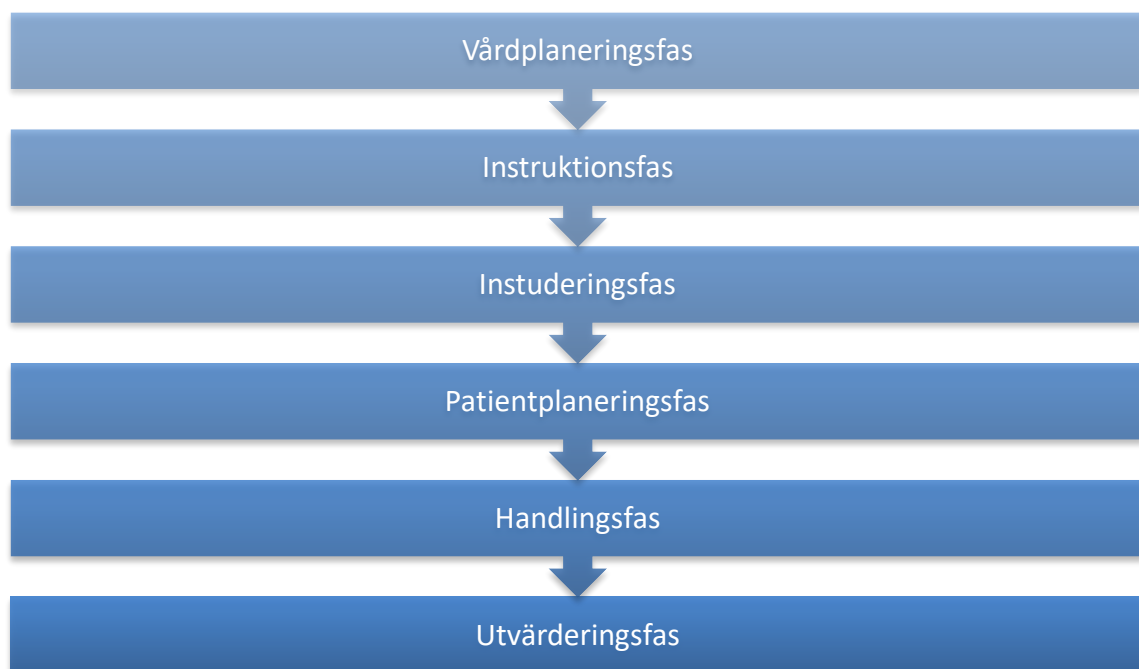 Vårdplaneringsfas
Instruktionsfas
Instuderingsfas
Patientplaneringsfas
Handlingsfas
Utvärderingsfas